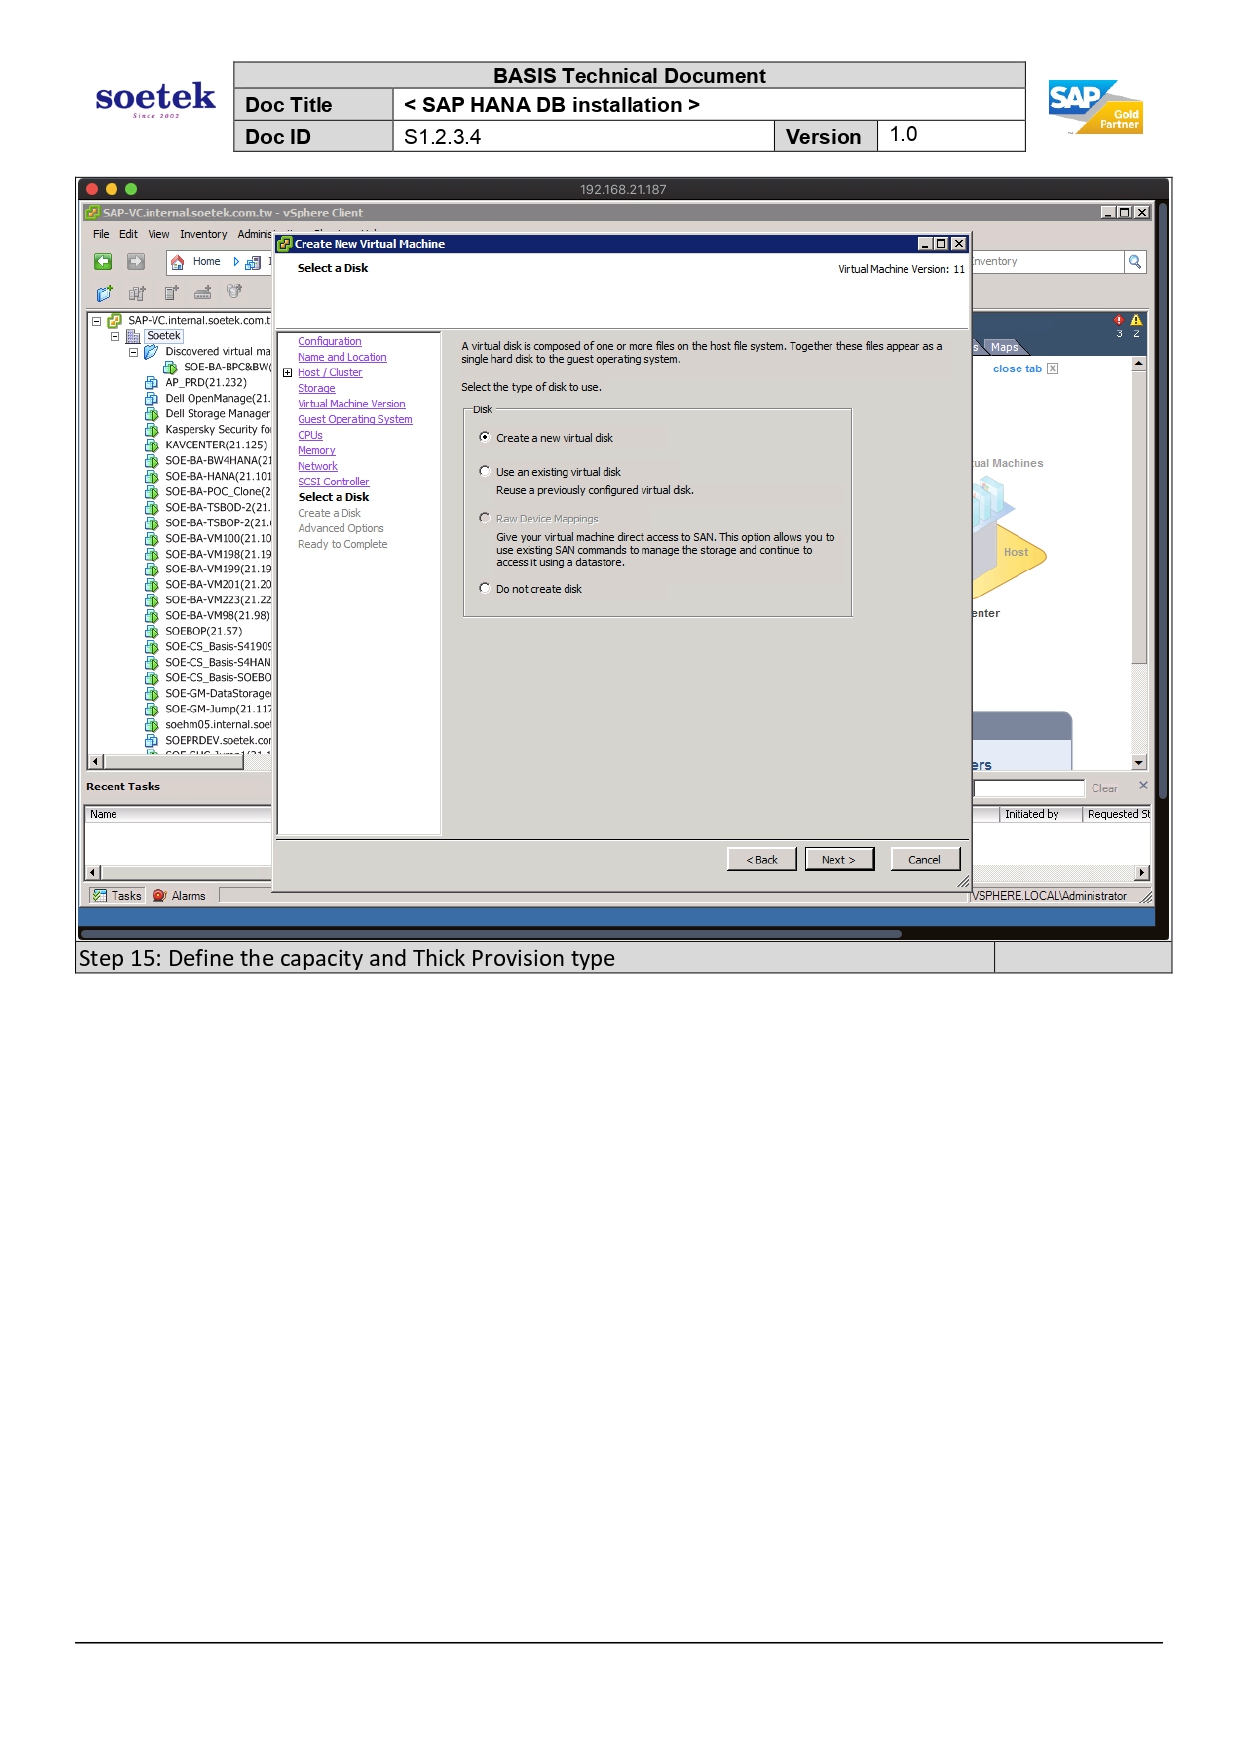 soetek
Since 2002
BASIS Technical Document
Doc Title
< SAP HANA DB installation >
Doc ID
S1.2.3.4
Version
1.0
SAP
Gold
Partner
192.168.21.187
SAP-VC.internal.soetek.com.tw - vSphere Client
File Edit View Inventory
Home
Inventory
Create New Virtual Machine
Select a Disk
Virtual Machine Version: 11
SAP-VC.internal.soetek.com.t
Soetek
Discovered virtual ma
SOE-BA-BPC&BW(
AP_PRD(21.232)
Dell OpenManage(21.
Dell Storage Manager
Kaspersky Security fo
KAVCENTER(21.125)
SOE-BA-BW4HANA(21
SOE-BA-HANA(21.101
SOE-BA-POC_Clone(2
SOE-BA-TSBOD-2(21.
SOE-BA-TSBOP-2(21.
SOE-BA-VM100(21.10
SOE-BA-VM198(21.19
SOE-BA-VM199(21.19
SOE-BA-VM201(21.20
SOE-BA-VM223(21.22
SOE-BA-VM98(21.98)
SOEBOP(21.57)
SOE-CS_Basis-S41909
SOE-CS_Basis-S4HAN
SOE-CS_Basis-SOEBO
SOE-GM-DataStorage
SOE-GM-Jump(21.117
soehm05.internal.soet
SOEPRDEV.soetek.cor
Configuration
Name and Location
Host / Cluster
Storage
Virtual Machine Version
Guest Operating System
CPUs
Memory
Network
SCSI Controller
Select a Disk
Create a Disk
Advanced Options
Ready to Complete
A virtual disk is composed of one or more files on the host file system. Together these files appear as a
single hard disk to the guest operating system.
Select the type of disk to use.
Disk
Create a new virtual disk
Use an existing virtual disk
Reuse a previously configured virtual disk.
Raw Device Mappings
Give your virtual machine direct access to SAN. This option allows you to
use existing SAN commands to manage the storage and continue to
access it using a datastore.
Do not create disk
3 2
s Maps
close tab
tual Machines
Host
enter
ers
< Back
Next >
Cancel
Recent Tasks
Clear
Name
Initiated by
Requested St
Tasks
Alarms
VSPHERE.LOCAL\Administrator
Step 15: Define the capacity and Thick Provision type